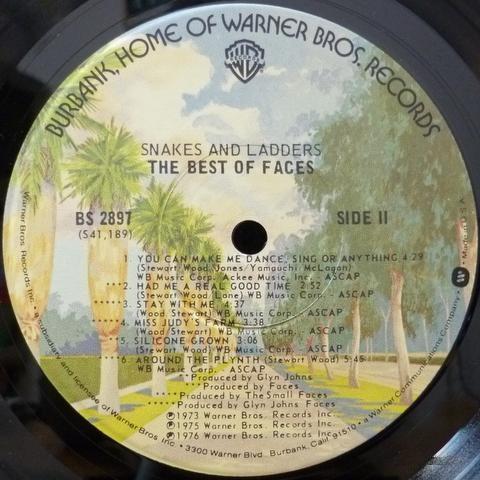 BURBANK, HOME OF WARNER BROS. RECORDS
WB
RECORDS
SNAKES AND LADDERS
THE BEST OF FACES
BS 2897
(S41,189)
SIDE II
1. YOU CAN MAKE ME DANCE, SING OR ANYTHING 4:29
(Stewart Wood Jones/Yamauchi McLagan)
WB Music Corp. Ackee Music, Inc. - ASCAP
2. HAD ME A REAL GOOD TIME 2:52
(Stewart Wood Lane) WB Music Corp. - ASCAP
3. STAY WITH ME 4:37
(Wood Stewart) WB Music Corp. - ASCAP
4. MISS JUDY'S FARM 3:38
(Wood Stewart) WB Music Corp. - ASCAP
5. SILICONE GROWN 3:06
(Stewart Wood) WB Music Corp. - ASCAP
6. AROUND THE PLYNTH (Stewart Wood) 5:45
WB Music Corp. - ASCAP
Produced by Glyn Johns
Produced by Faces
Produced by The Small Faces
Produced by Glyn Johns Faces
Ⓟ1973 Warner Bros. Records Inc.
Ⓟ1975 Warner Bros. Records Inc.
Ⓟ1976 Warner Bros. Records Inc.
Warner Bros. Records Inc. • a subsidiary and licensee of Warner Bros Inc. • 3300 Warner Blvd. Burbank, Calif. 91510 • a Warner Communications Company •
Made in U.S.A.